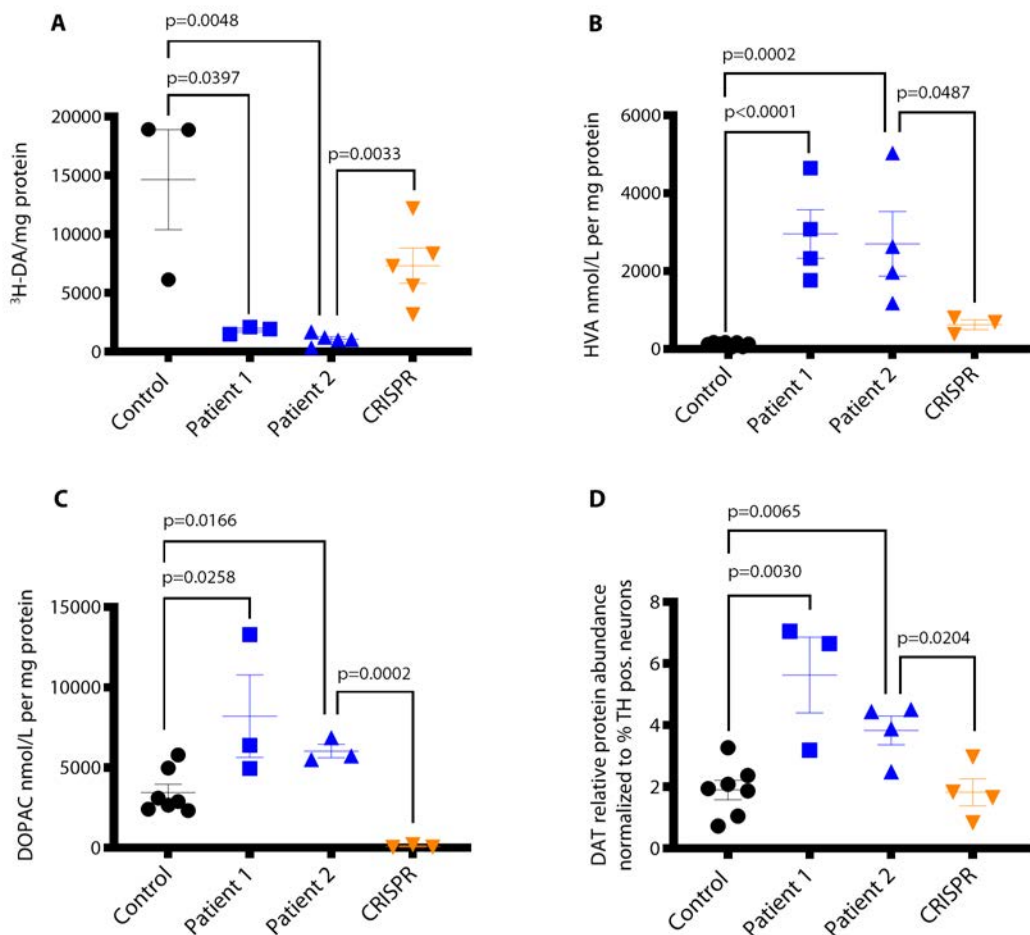 A
p=0.0048
p=0.0397
p=0.0033
20000
15000
10000
5000
0
³H-DA/mg protein
Control
Patient 1
Patient 2
CRISPR
B
p=0.0002
p<0.0001
p=0.0487
6000
4000
2000
0
HVA nmol/L per mg protein
Control
Patient 1
Patient 2
CRISPR
C
p=0.0166
p=0.0258
p=0.0002
15000
10000
5000
0
DOPAC nmol/L per mg protein
Control
Patient 1
Patient 2
CRISPR
D
p=0.0065
p=0.0030
p=0.0204
8
6
4
2
0
DAT relative protein abundance
normalized to % TH pos. neurons
Control
Patient 1
Patient 2
CRISPR